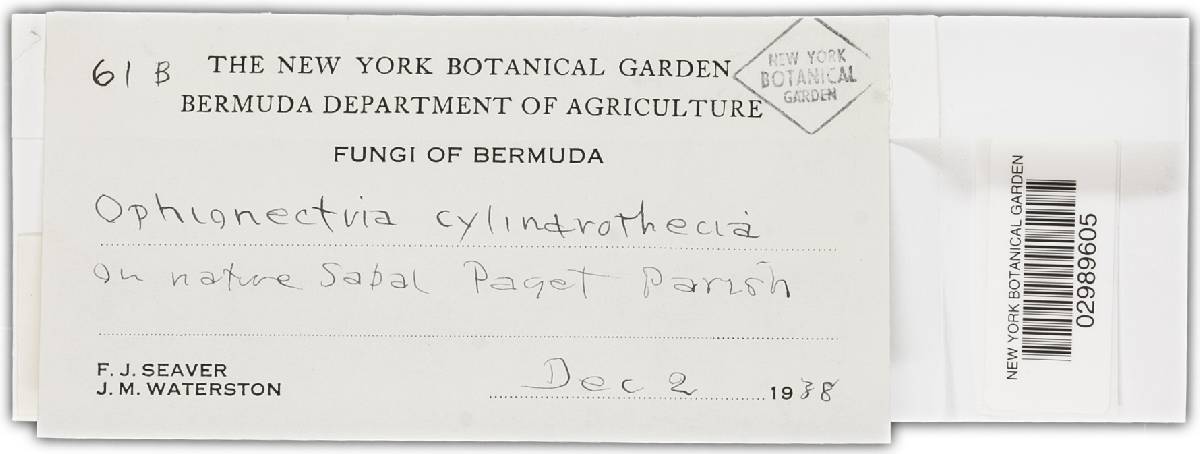 61 B THE NEW YORK BOTANICAL GARDEN
BERMUDA DEPARTMENT OF AGRICULTURE
NEW YORK
BOTANICAL
GARDEN
FUNGI OF BERMUDA
Ophionectria cylindrothecia
on native Sabal Paget Parish
F. J. SEAVER
J. M. WATERSTON
Dec 2 1938
NEW YORK BOTANICAL GARDEN
02989605